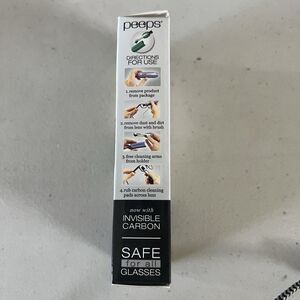 peeps®
DIRECTIONS
FOR USE
1. remove product
from package
2. remove dust and dirt
from lens with brush
3. free cleaning arms
from holder
4. rub carbon cleaning
pads across lens
now with
INVISIBLE
CARBON
SAFE
for all
GLASSES